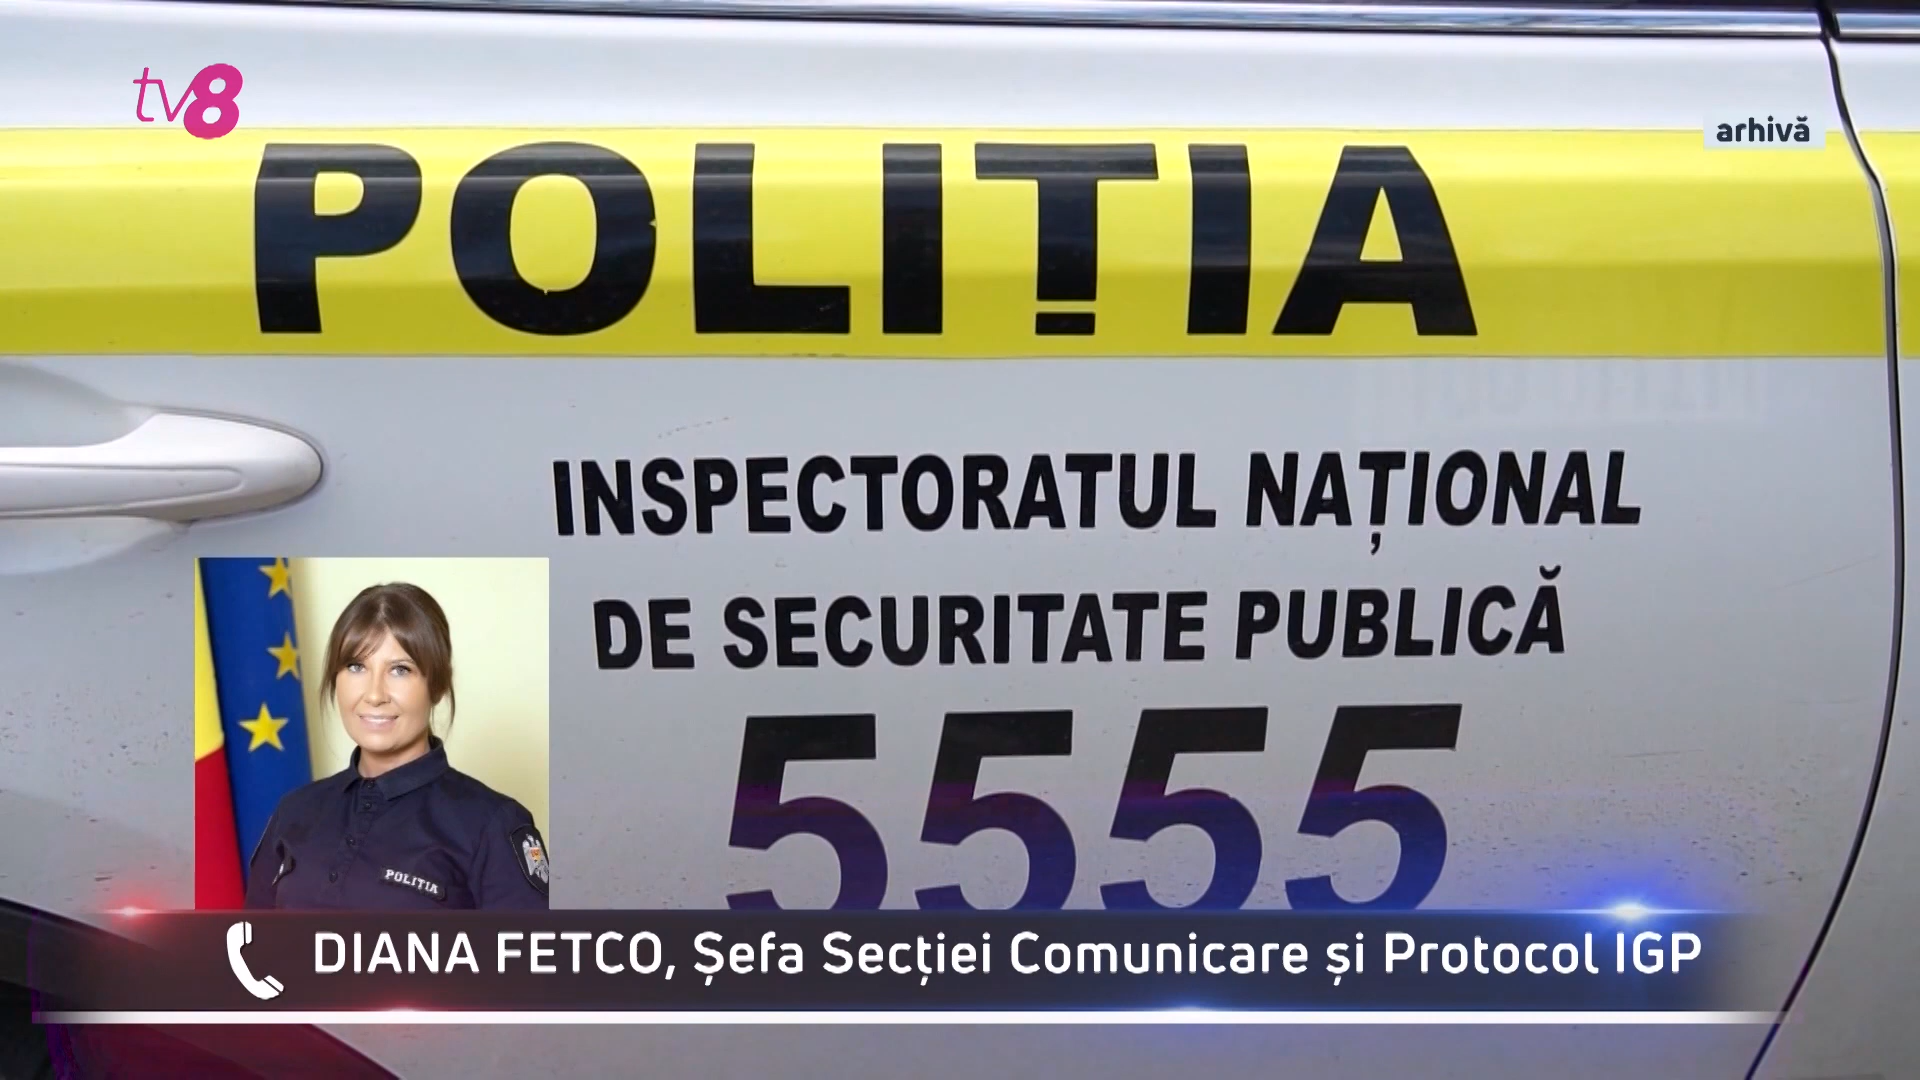 tv8
arhivă
POLIȚIA
INSPECTORATUL NAȚIONAL
DE SECURITATE PUBLICĂ
5555
POLIȚIA
DIANA FETCO, Șefa Secției Comunicare și Protocol IGP